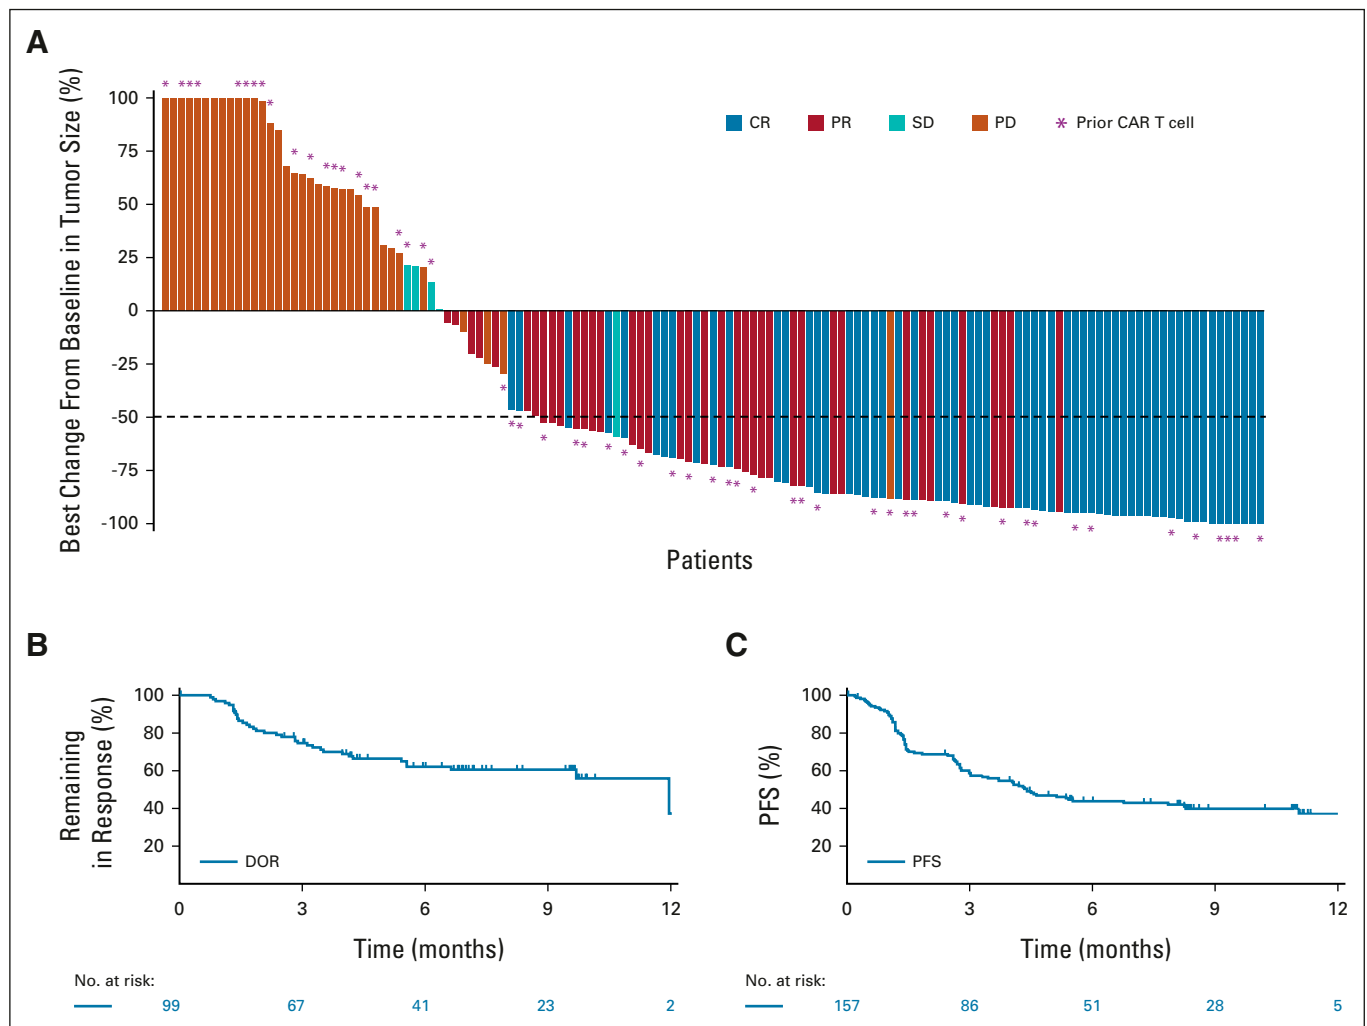 A
Best Change From Baseline in Tumor Size (%)
100
75
50
25
0
-25
-50
-75
-100
CR PR SD PD * Prior CAR T cell
Patients
B
Remaining
in Response (%)
100
80
60
40
20
DOR
0 3 6 9 12
Time (months)
No. at risk:
99 67 41 23 2
C
PFS (%)
100
80
60
40
20
PFS
0 3 6 9 12
Time (months)
No. at risk:
157 86 51 28 5